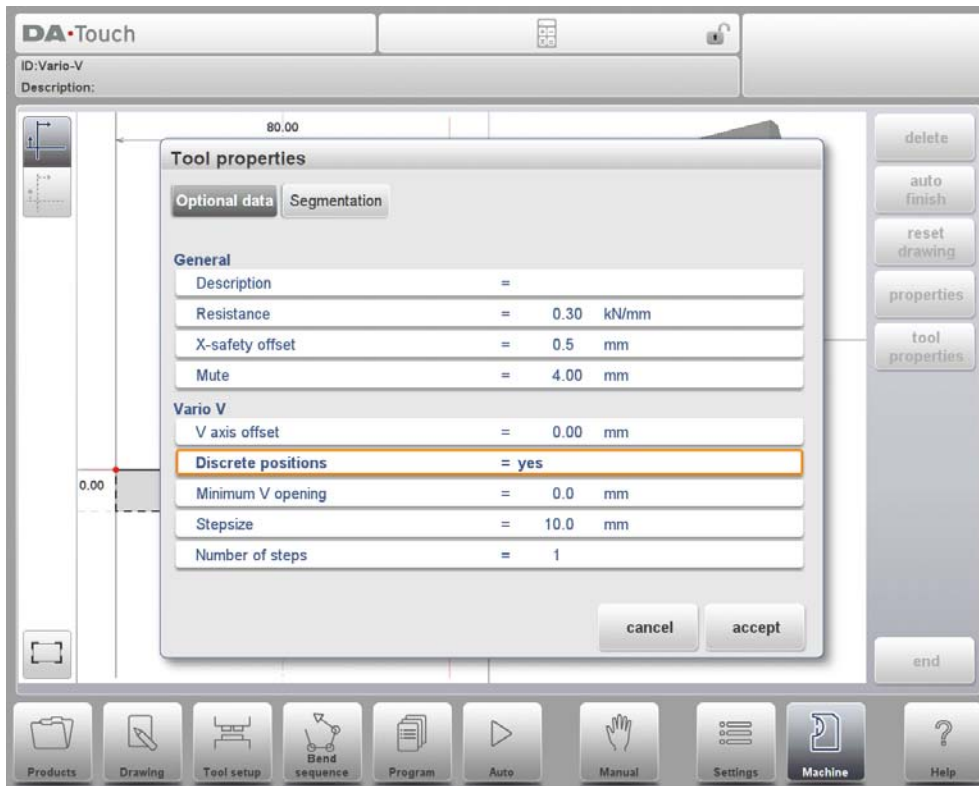 DA·Touch
ID:Vario-V
Description:
80.00
Tool properties
Optional data Segmentation
General
Description =
Resistance = 0.30 kN/mm
X-safety offset = 0.5 mm
Mute = 4.00 mm
Vario V
V axis offset = 0.00 mm
Discrete positions = yes
Minimum V opening = 0.0 mm
Stepsize = 10.0 mm
Number of steps = 1
cancel accept
0.00
delete
auto
finish
reset
drawing
properties
tool
properties
end
Products Drawing Tool setup Bend
sequence Program Auto Manual Settings Machine Help